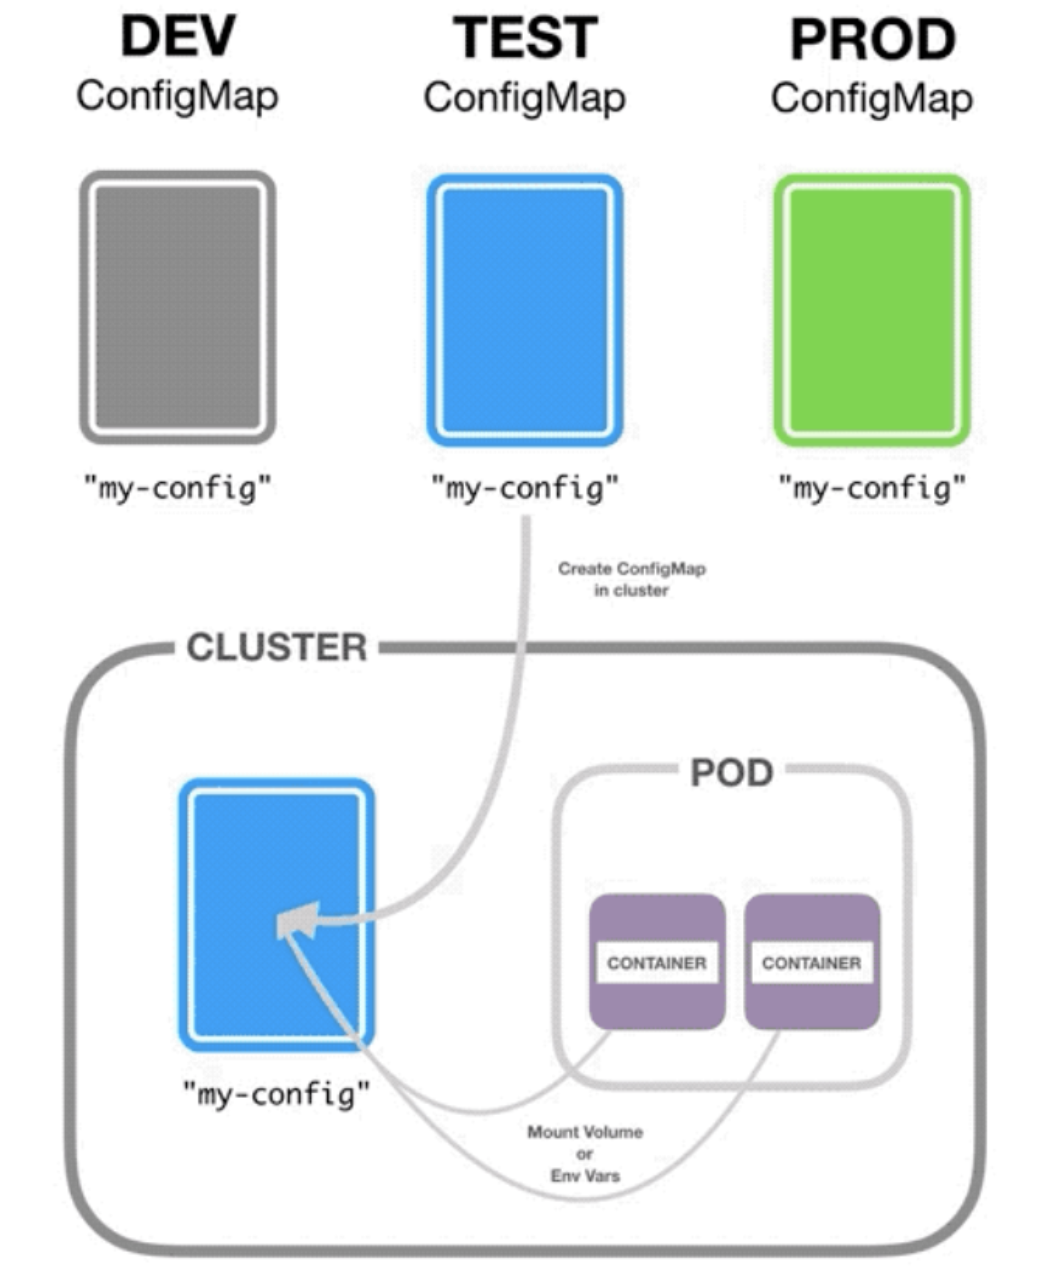 DEV
ConfigMap
TEST
ConfigMap
PROD
ConfigMap
"my-config"
"my-config"
"my-config"
Create ConfigMap
in cluster
CLUSTER
POD
CONTAINER
CONTAINER
"my-config"
Mount Volume
or
Env Vars